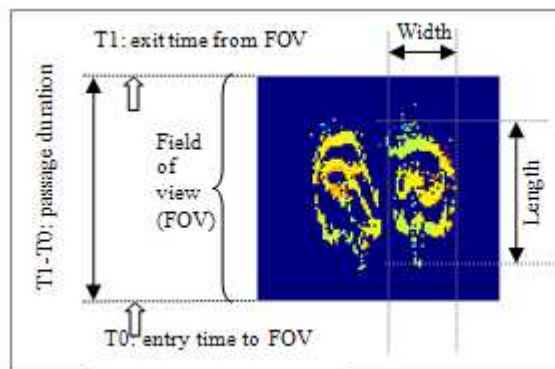 T1: exit time from FOV
Width
T1-T0: passage duration
Field
of
view
(FOV)
Length
T0: entry time to FOV